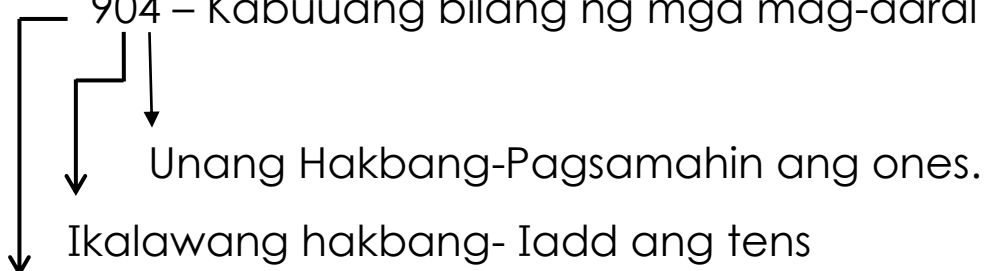 904 – Kabuuang bilang ng mga mag-aaral
Unang Hakbang-Pagsamahin ang ones.
Ikalawang hakbang- Iadd ang tens